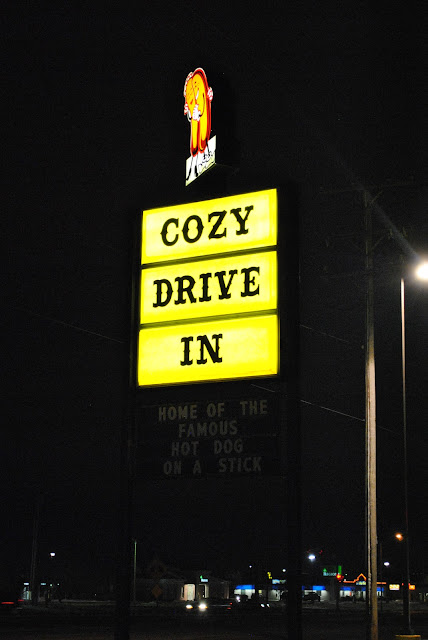 COZY
DRIVE
IN
HOME OF THE
FAMOUS
HOT DOG
ON A STICK